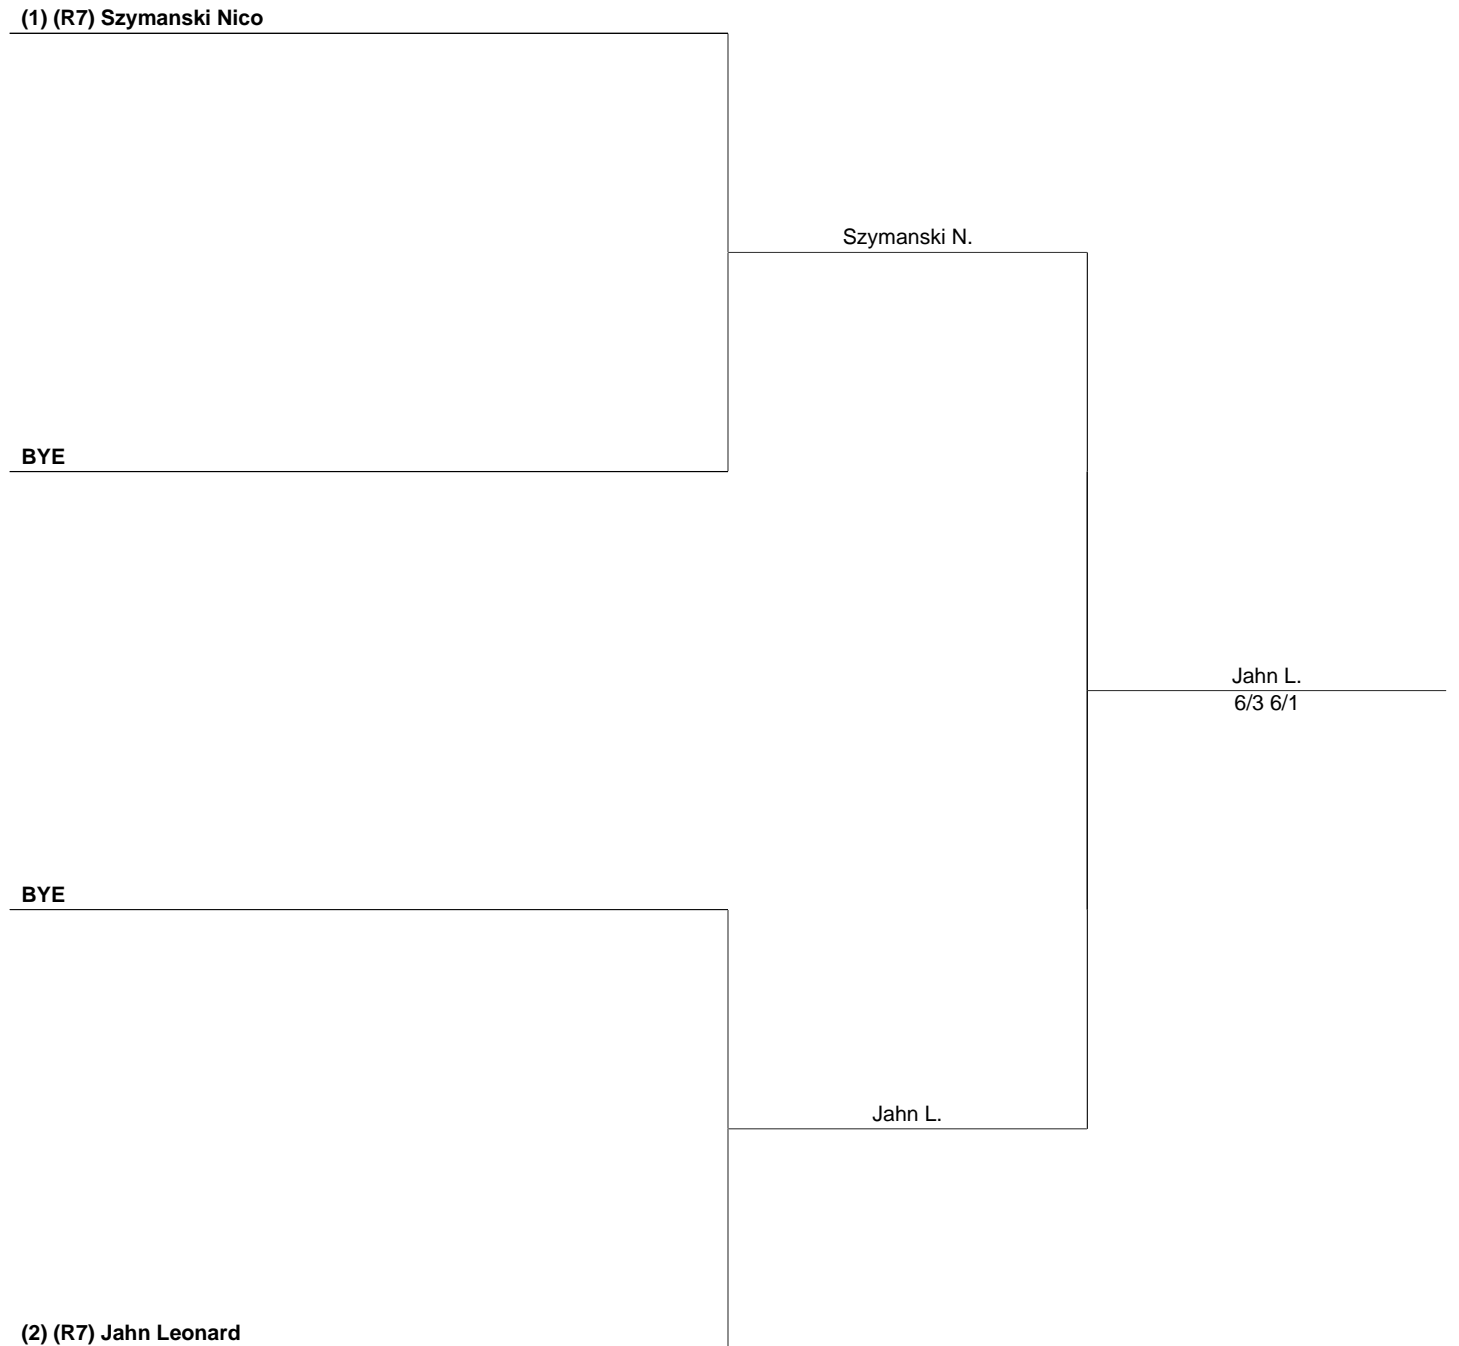 (1) (R7) Szymanski Nico
Szymanski N.
BYE
Jahn L.
6/3 6/1
BYE
Jahn L.
(2) (R7) Jahn Leonard